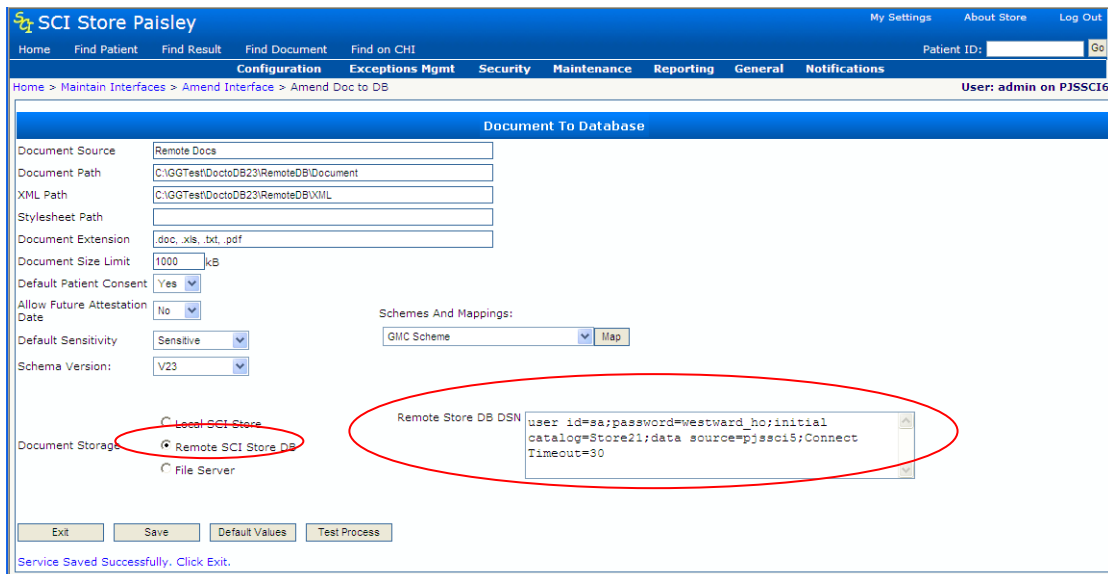 SCI Store Paisley
My Settings About Store Log Out
Home Find Patient Find Result Find Document Find on CHI Patient ID: Go
Configuration Exceptions Mgmt Security Maintenance Reporting General Notifications
Home > Maintain Interfaces > Amend Interface > Amend Doc to DB User: admin on PJSSCI6
Document To Database
Document Source Remote Docs
Document Path C:\GGTest\DoctoDB23\RemoteDB\Document
XML Path C:\GGTest\DoctoDB23\RemoteDB\XML
Stylesheet Path
Document Extension .doc, .xls, .txt, .pdf
Document Size Limit 1000 kB
Default Patient Consent Yes
Allow Future Attestation
Date No
Schemes And Mappings:
Default Sensitivity Sensitive GMC Scheme Map
Schema Version: V23
Local SCI Store
Document Storage Remote SCI Store DB
File Server
Remote Store DB DSN user id=sa;password=westward_ho;initial
catalog=Store21;data source=pjssci5;Connect
Timeout=30
Exit Save Default Values Test Process
Service Saved Successfully. Click Exit.